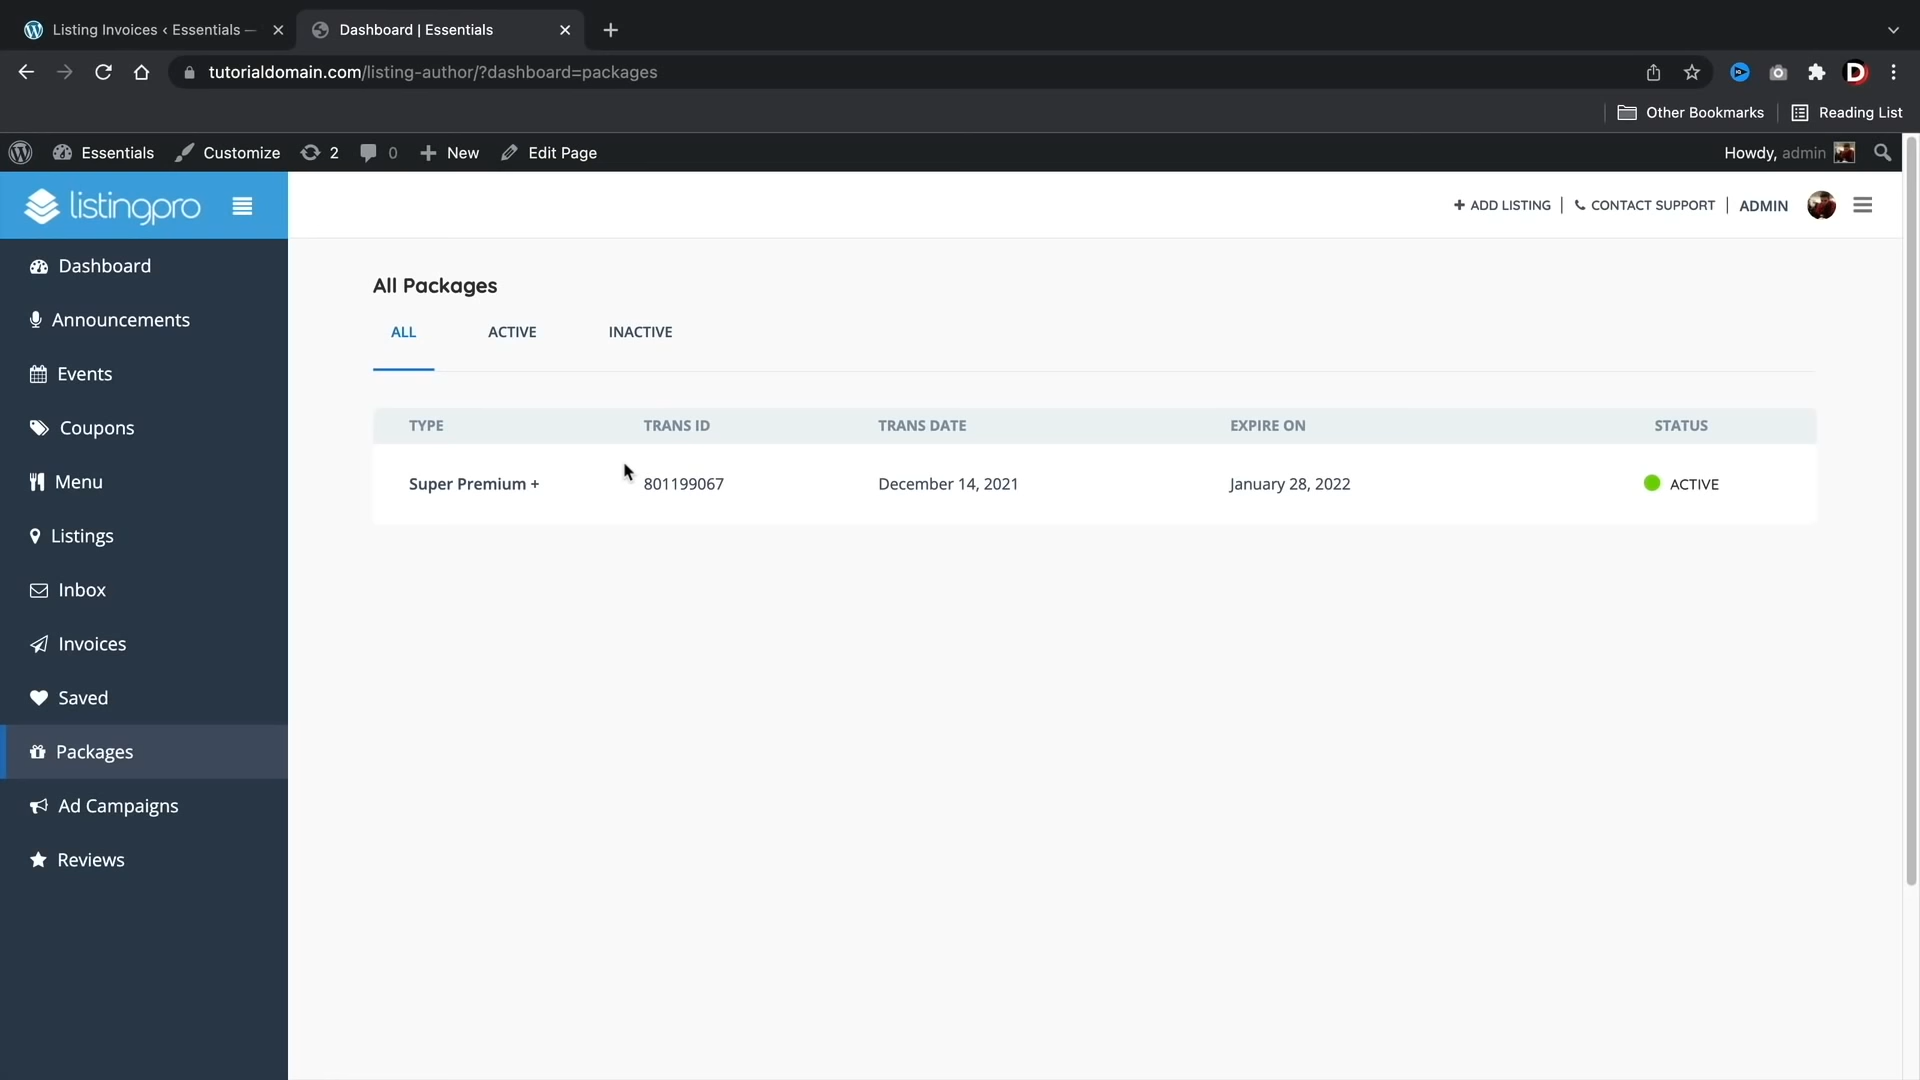 Listing Invoices ‹ Essentials —
Dashboard | Essentials
tutorialdomain.com/listing-author/?dashboard=packages
Other Bookmarks
Reading List
Essentials
Customize
2
0
New
Edit Page
Howdy, admin
listingpro
+ ADD LISTING
CONTACT SUPPORT
ADMIN
Dashboard
Announcements
Events
Coupons
Menu
Listings
Inbox
Invoices
Saved
Packages
Ad Campaigns
Reviews
All Packages
ALL ACTIVE INACTIVE
TYPE TRANS ID TRANS DATE EXPIRE ON STATUS
Super Premium + 801199067 December 14, 2021 January 28, 2022 ACTIVE